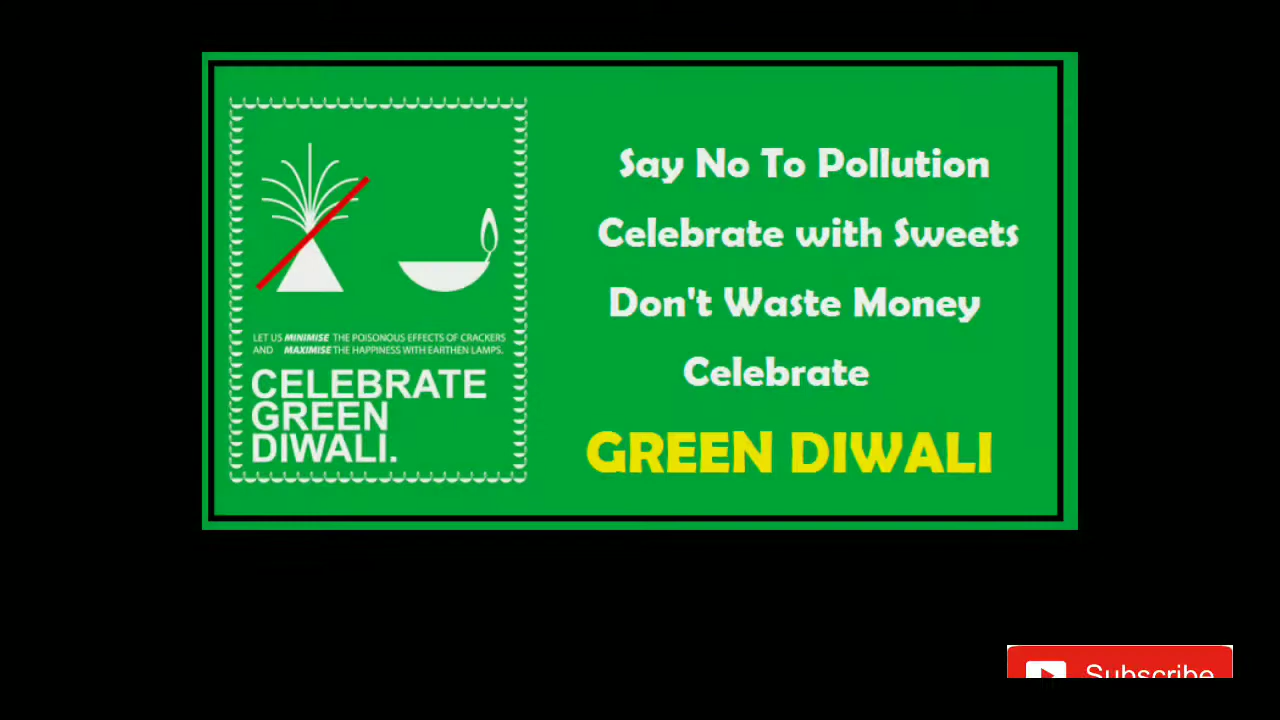 LET US MINIMISE THE POISONOUS EFFECTS OF CRACKERS
AND MAXIMISE THE HAPPINESS WITH EARTHEN LAMPS.
CELEBRATE
GREEN
DIWALI.
Say No To Pollution
Celebrate with Sweets
Don't Waste Money
Celebrate
GREEN DIWALI
Subscribe